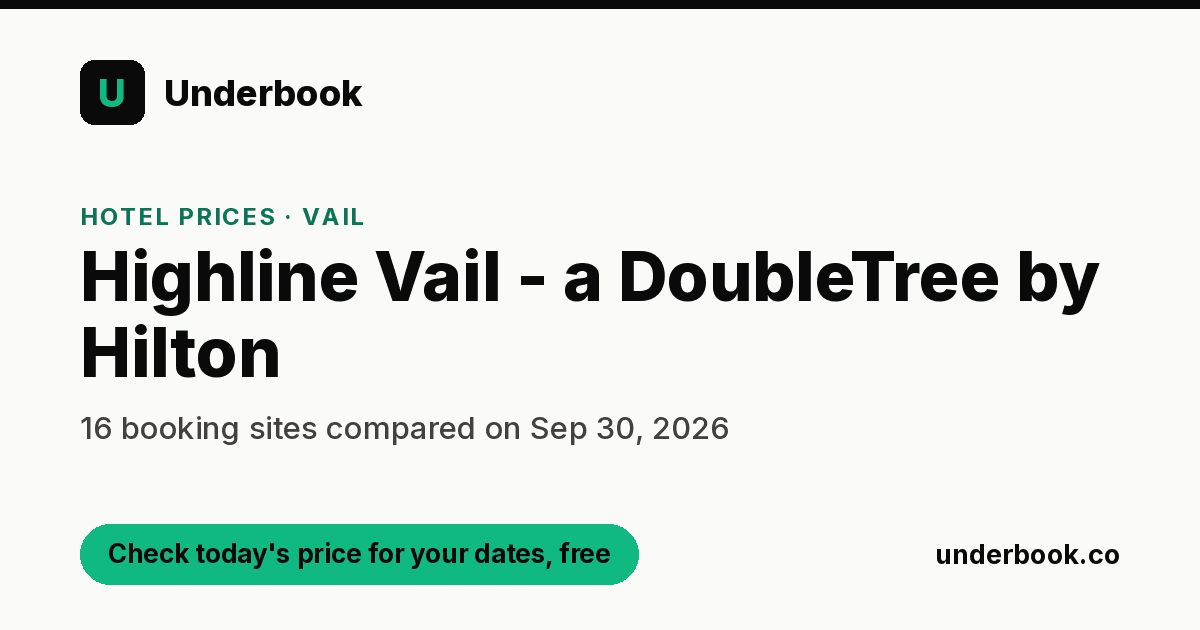 U Underbook
HOTEL PRICES · VAIL
Highline Vail - a DoubleTree by
Hilton
16 booking sites compared on Sep 30, 2026
Check today's price for your dates, free
underbook.co